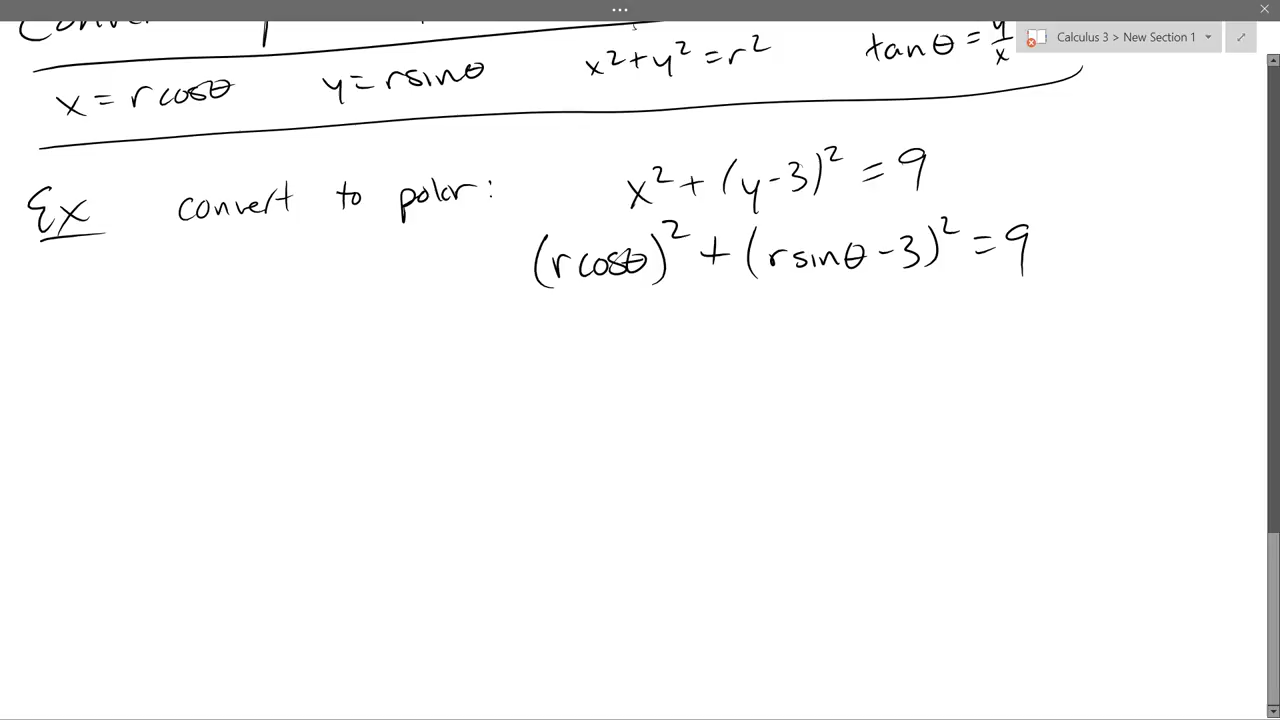 Calculus 3 > New Section 1
x = r cosθ y = r sinθ x² + y² = r² tanθ = y/x
Ex convert to polar: x² + (y - 3)² = 9
(r cosθ)² + (r sinθ - 3)² = 9